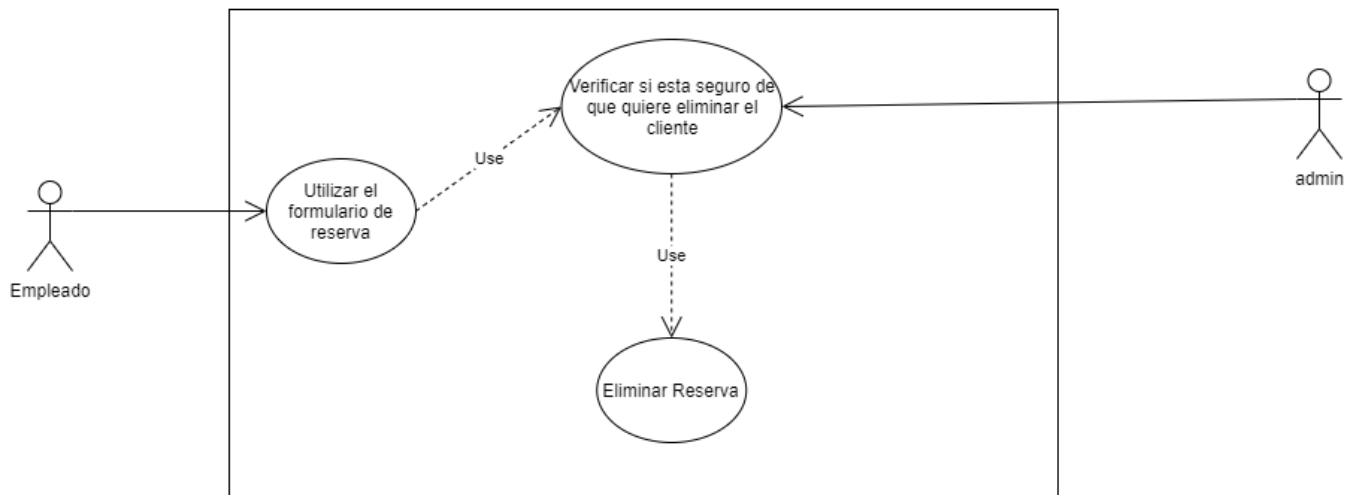 Verificar si esta seguro de
que quiere eliminar el
cliente
Use
admin
Utilizar el
formulario de
reserva
Empleado
Use
Eliminar Reserva